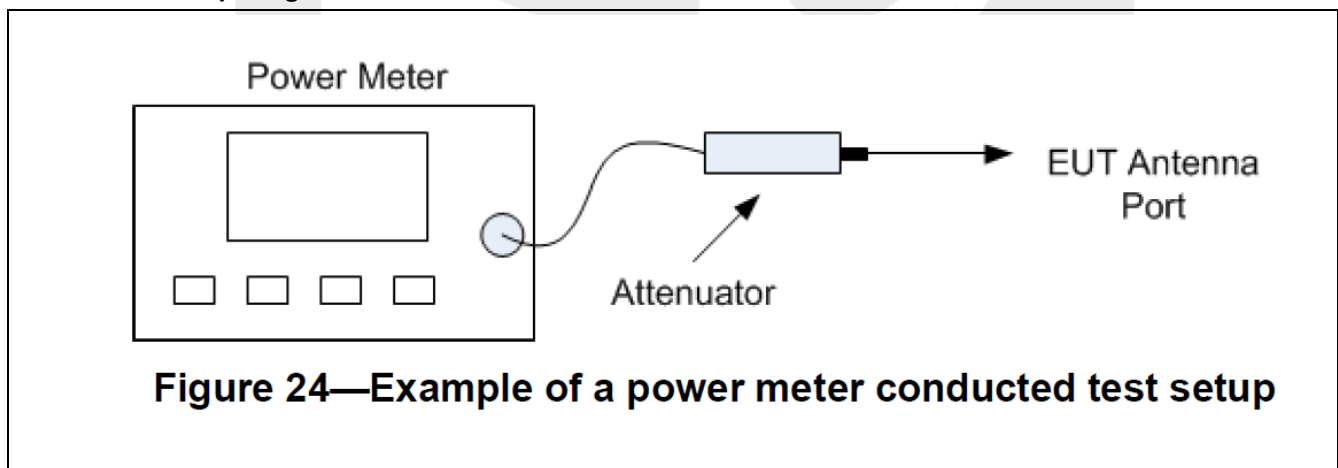 Power Meter
EUT Antenna
Port
Attenuator
Figure 24—Example of a power meter conducted test setup